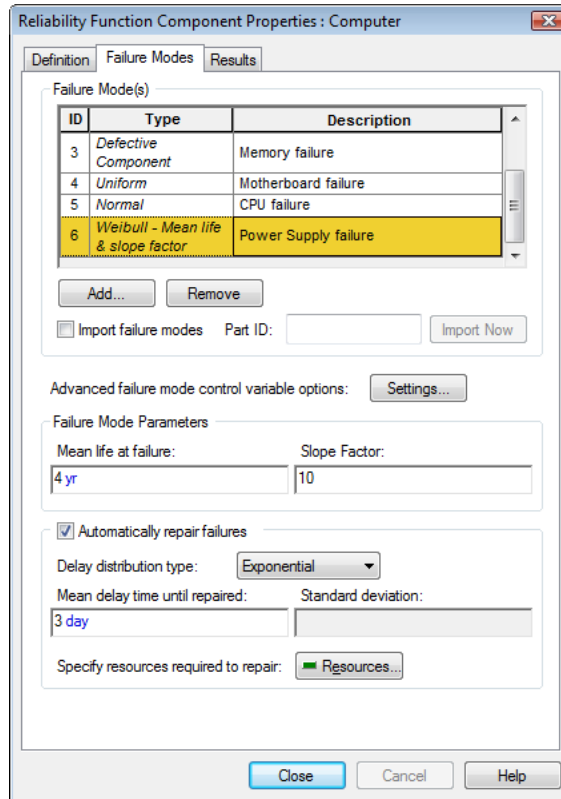 Reliability Function Component Properties : Computer
Definition Failure Modes Results
Failure Mode(s)
ID Type Description
3 Defective Component Memory failure
4 Uniform Motherboard failure
5 Normal CPU failure
6 Weibull - Mean life & slope factor Power Supply failure
Add... Remove
Import failure modes Part ID: Import Now
Advanced failure mode control variable options: Settings...
Failure Mode Parameters
Mean life at failure: Slope Factor:
4 yr 10
Automatically repair failures
Delay distribution type: Exponential
Mean delay time until repaired: Standard deviation:
3 day
Specify resources required to repair: Resources...
Close Cancel Help